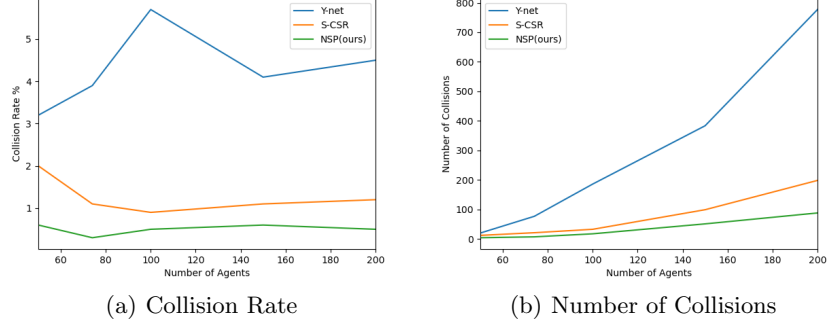 Y-net
S-CSR
NSP(ours)
5
4
3
2
1
Collision Rate %
60 80 100 120 140 160 180 200
Number of Agents
(a) Collision Rate
Y-net
S-CSR
NSP(ours)
800
700
600
500
400
300
200
100
0
Number of Collisions
60 80 100 120 140 160 180 200
Number of Agents
(b) Number of Collisions